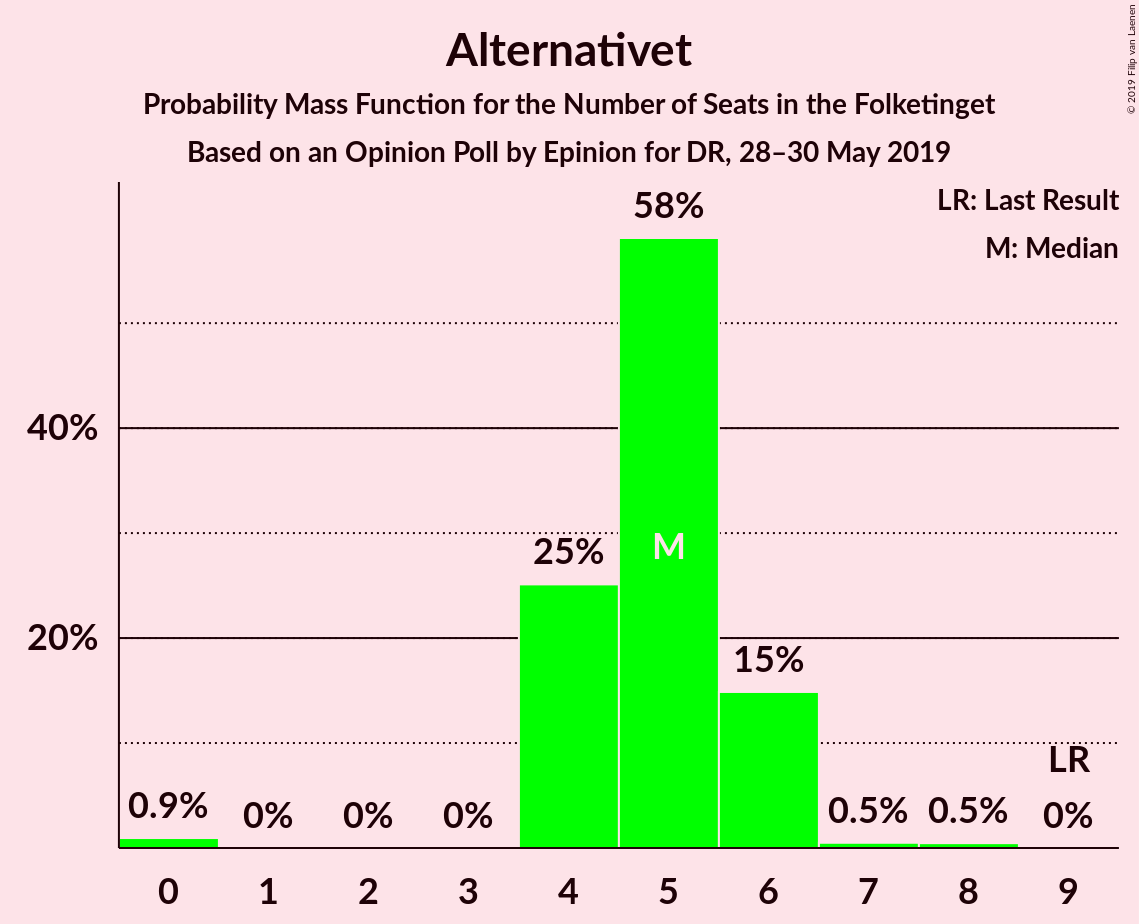 Alternativet
Probability Mass Function for the Number of Seats in the Folketinget
Based on an Opinion Poll by Epinion for DR, 28–30 May 2019
© 2019 Filip van Laenen
LR: Last Result
M: Median
58%
40%
25%
M
20%
15%
LR
0.9%
0%
0%
0%
0.5%
0.5%
0%
0 1 2 3 4 5 6 7 8 9